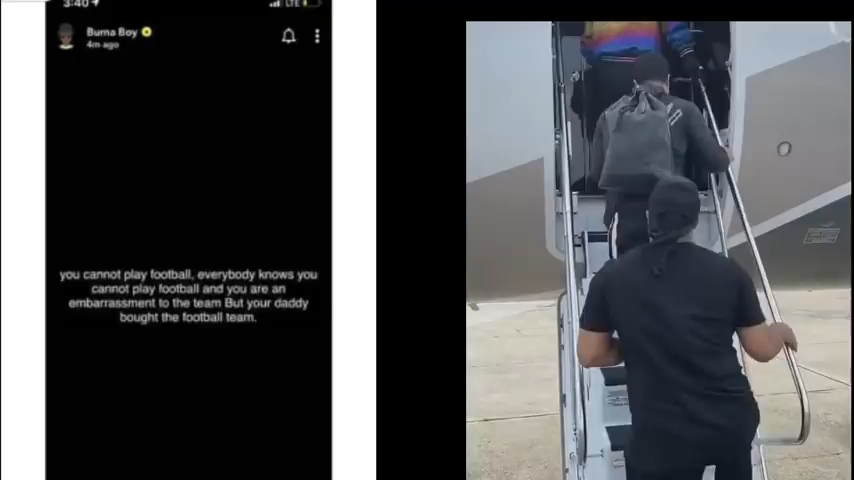 3:40
LTE
Burna Boy
4m ago
you cannot play football, everybody knows you
cannot play football and you are an
embarrassment to the team But your daddy
bought the football team.